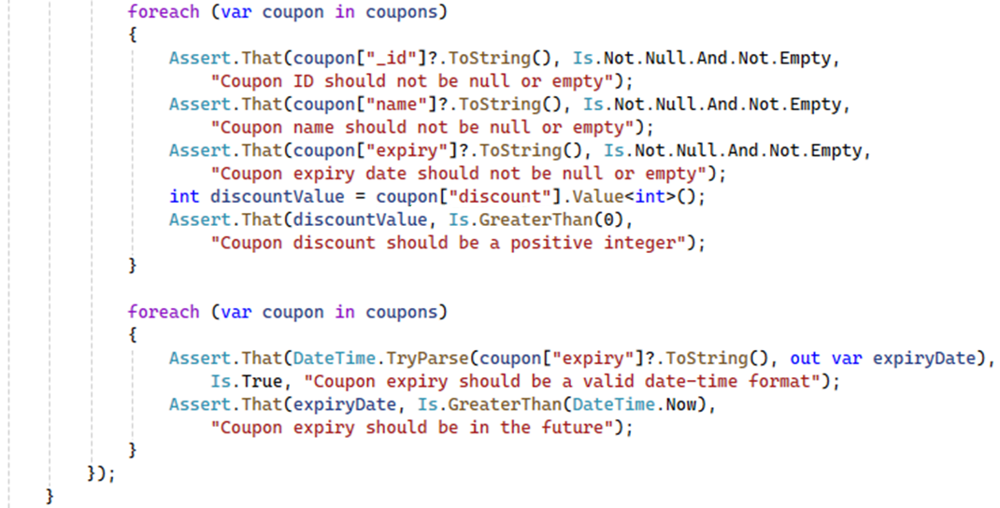 foreach (var coupon in coupons)
{
Assert.That(coupon["_id"]?.ToString(), Is.Not.Null.And.Not.Empty,
"Coupon ID should not be null or empty");
Assert.That(coupon["name"]?.ToString(), Is.Not.Null.And.Not.Empty,
"Coupon name should not be null or empty");
Assert.That(coupon["expiry"]?.ToString(), Is.Not.Null.And.Not.Empty,
"Coupon expiry date should not be null or empty");
int discountValue = coupon["discount"].Value<int>();
Assert.That(discountValue, Is.GreaterThan(0),
"Coupon discount should be a positive integer");
}
foreach (var coupon in coupons)
{
Assert.That(DateTime.TryParse(coupon["expiry"]?.ToString(), out var expiryDate),
Is.True, "Coupon expiry should be a valid date-time format");
Assert.That(expiryDate, Is.GreaterThan(DateTime.Now),
"Coupon expiry should be in the future");
}
});
}